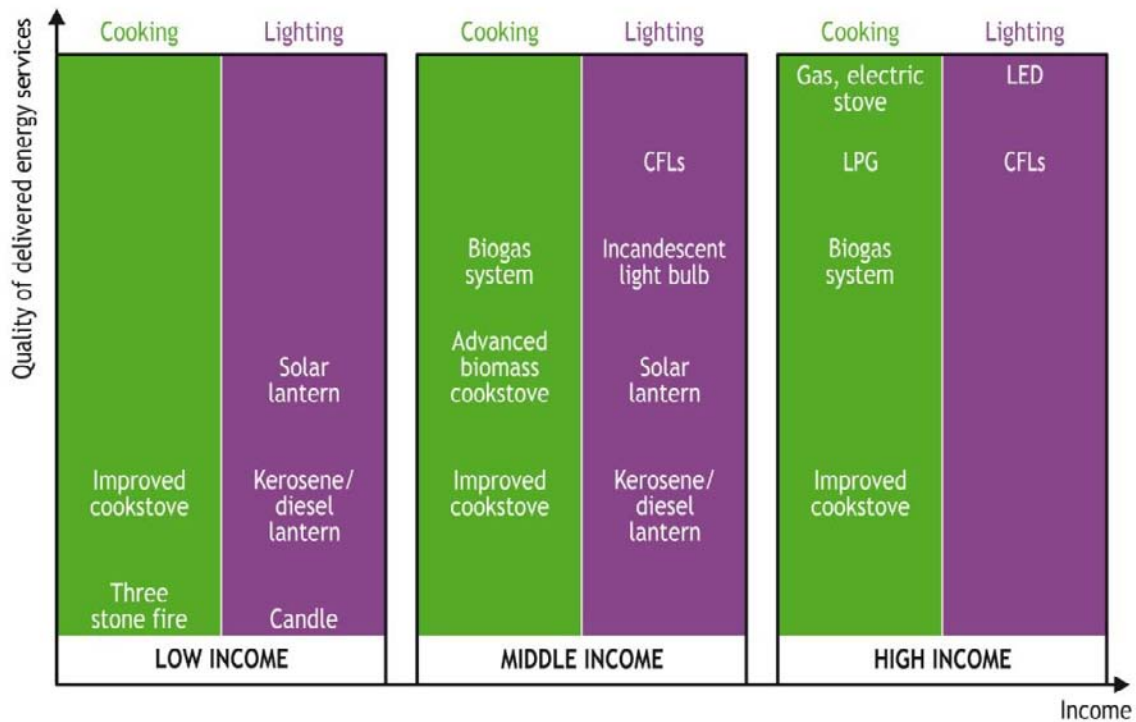 Quality of delivered energy services
Cooking
Lighting
Improved
cookstove
Three
stone fire
Solar
lantern
Kerosene/
diesel
lantern
Candle
LOW INCOME
Cooking
Lighting
Biogas
system
Advanced
biomass
cookstove
Improved
cookstove
CFLs
Incandescent
light bulb
Solar
lantern
Kerosene/
diesel
lantern
MIDDLE INCOME
Cooking
Lighting
Gas, electric
stove
LPG
Biogas
system
Improved
cookstove
LED
CFLs
HIGH INCOME
Income